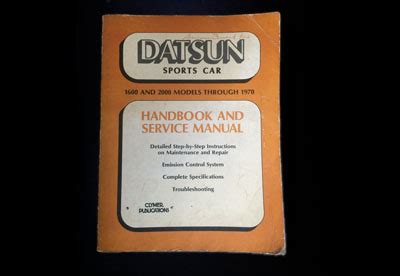 DATSUN
SPORTS CAR
1600 AND 2000 MODELS THROUGH 1970
HANDBOOK AND
SERVICE MANUAL
Detailed Step-by-Step Instructions
on Maintenance and Repair
Emission Control System
Complete Specifications
Troubleshooting
CLYMER
PUBLICATIONS